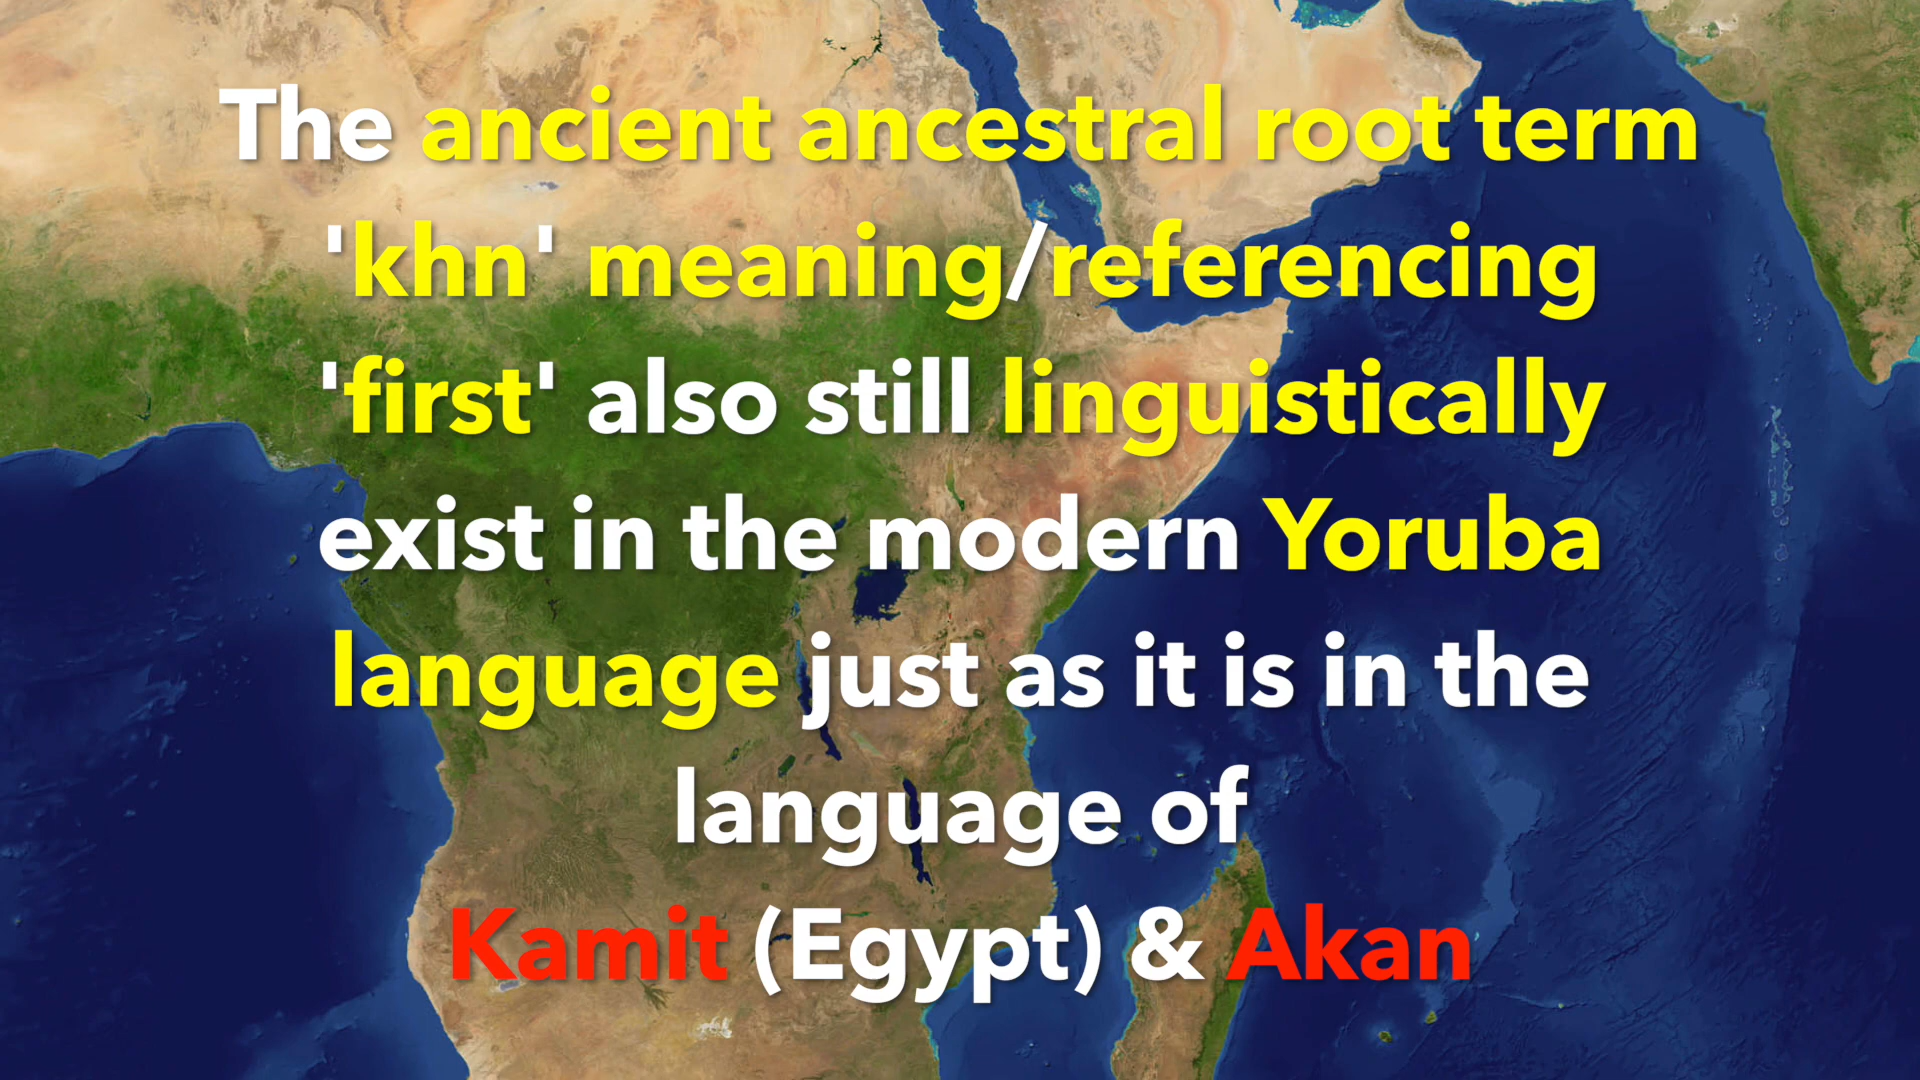 The ancient ancestral root term
'khn' meaning/referencing
'first' also still linguistically
exist in the modern Yoruba
language just as it is in the
language of
Kamit (Egypt) & Akan